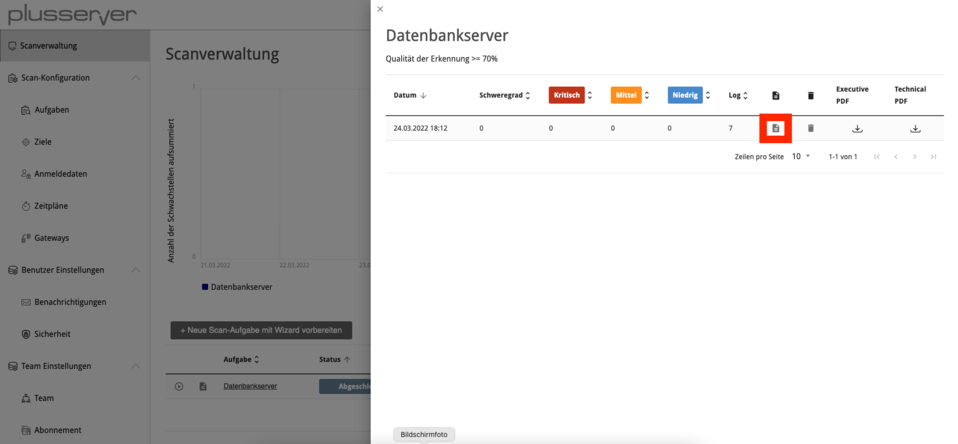 plusserver
Scanverwaltung
Scan-Konfiguration
Aufgaben
Ziele
Anmeldedaten
Zeitpläne
Gateways
Benutzer Einstellungen
Benachrichtigungen
Sicherheit
Team Einstellungen
Team
Abonnement
Scanverwaltung
Anzahl der Schwachstellen aufsummiert
1
0
21.03.2022 22.03.2022 23.0
Datenbankserver
+ Neue Scan-Aufgabe mit Wizard vorbereiten
Aufgabe Status
Datenbankserver Abgeschl
Datenbankserver
Qualität der Erkennung >= 70%
Datum Schweregrad Kritisch Mittel Niedrig Log Executive PDF Technical PDF
24.03.2022 18:12 0 0 0 0 7
Zeilen pro Seite 10 1-1 von 1
Bildschirmfoto